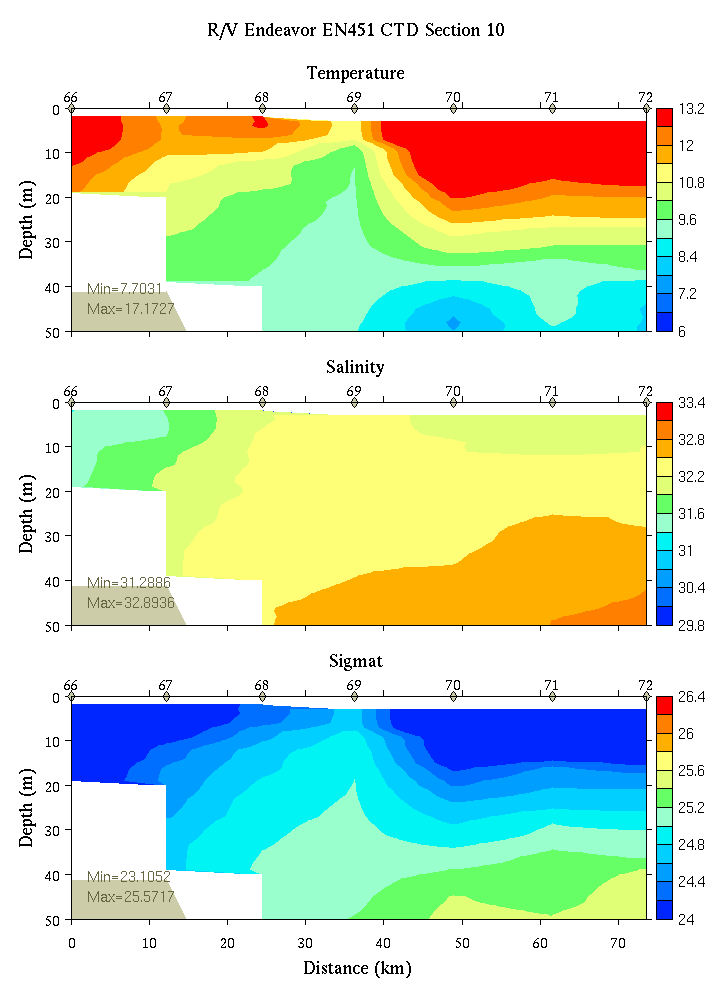 R/V Endeavor EN451 CTD Section 10
Temperature
66 67 68 69 70 71 72
0
10
20
30
40
50
Depth (m)
Min=7.7031
Max=17.1727
13.2
12
10.8
9.6
8.4
7.2
6
Salinity
66 67 68 69 70 71 72
0
10
20
30
40
50
Depth (m)
Min=31.2886
Max=32.8936
33.4
32.8
32.2
31.6
31
30.4
29.8
Sigmat
66 67 68 69 70 71 72
0
10
20
30
40
50
Depth (m)
Min=23.1052
Max=25.5717
26.4
26
25.6
25.2
24.8
24.4
24
0 10 20 30 40 50 60 70
Distance (km)